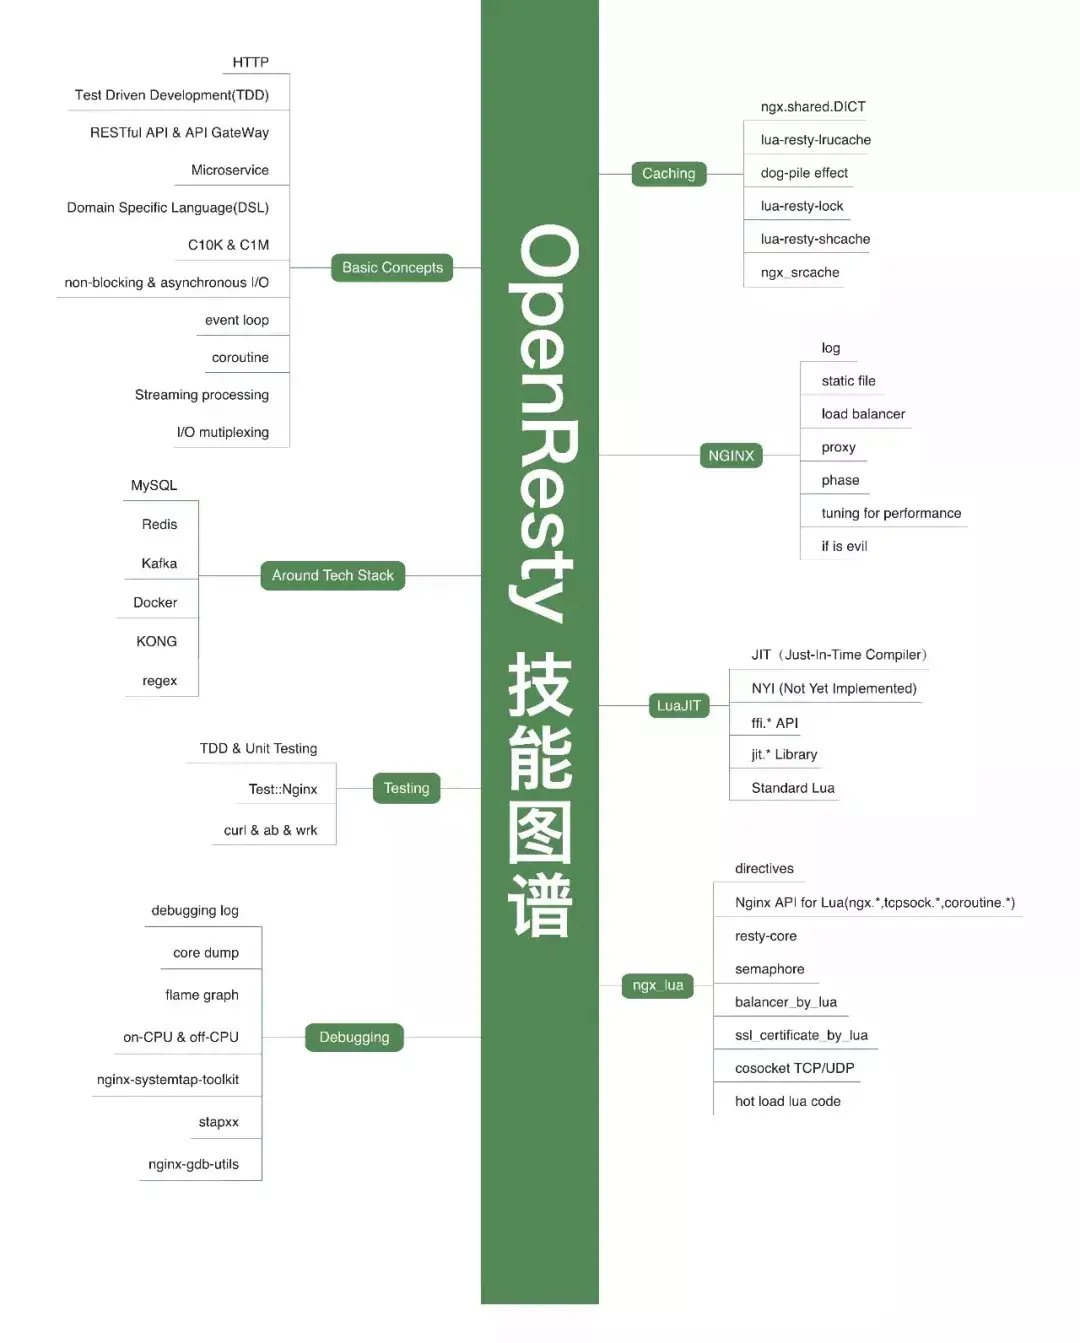 OpenResty 技能图谱
Basic Concepts
HTTP
Test Driven Development(TDD)
RESTful API & API GateWay
Microservice
Domain Specific Language(DSL)
C10K & C1M
non-blocking & asynchronous I/O
event loop
coroutine
Streaming processing
I/O mutiplexing
Around Tech Stack
MySQL
Redis
Kafka
Docker
KONG
regex
Testing
TDD & Unit Testing
Test::Nginx
curl & ab & wrk
Debugging
debugging log
core dump
flame graph
on-CPU & off-CPU
nginx-systemtap-toolkit
stapxx
nginx-gdb-utils
Caching
ngx.shared.DICT
lua-resty-lrucache
dog-pile effect
lua-resty-lock
lua-resty-shcache
ngx_srcache
NGINX
log
static file
load balancer
proxy
phase
tuning for performance
if is evil
LuaJIT
JIT（Just-In-Time Compiler）
NYI (Not Yet Implemented)
ffi.* API
jit.* Library
Standard Lua
ngx_lua
directives
Nginx API for Lua(ngx.*,tcpsock.*,coroutine.*)
resty-core
semaphore
balancer_by_lua
ssl_certificate_by_lua
cosocket TCP/UDP
hot load lua code